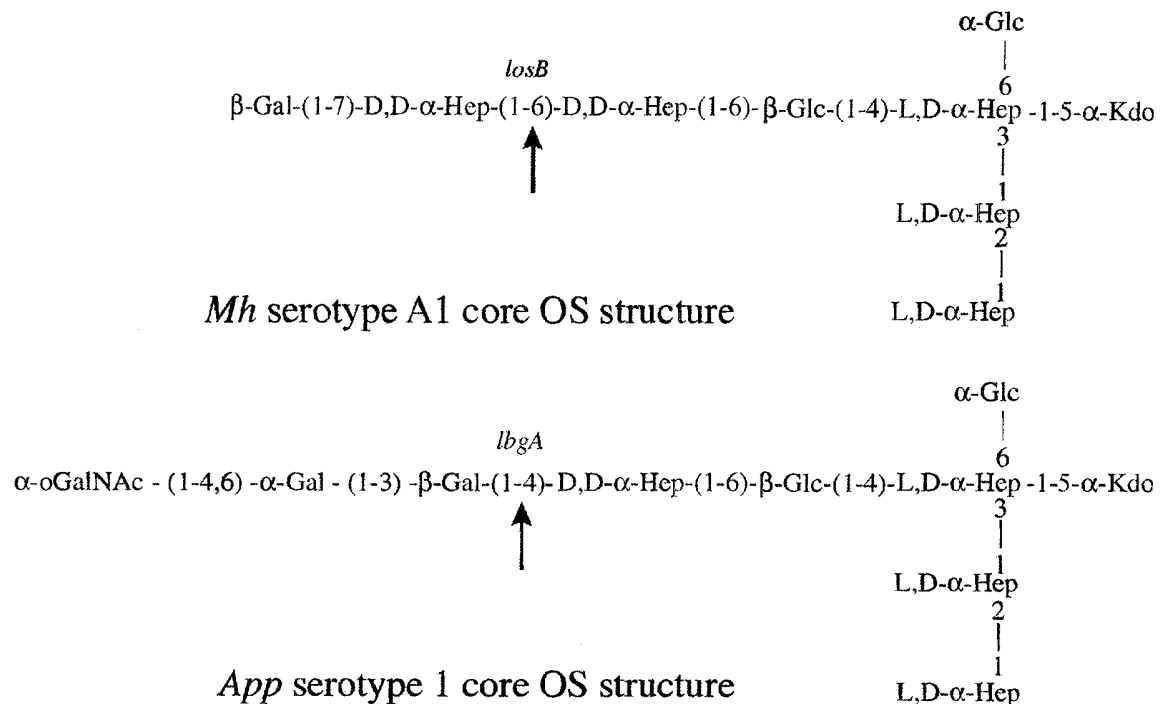 α-Glc
losB
6
β-Gal-(1-7)-D,D-α-Hep-(1-6)-D,D-α-Hep-(1-6)-β-Glc-(1-4)-L,D-α-Hep -1-5-α-Kdo
3
1
L,D-α-Hep
2
1
Mh serotype A1 core OS structure
L,D-α-Hep
α-Glc
lbgA
6
α-oGalNAc - (1-4,6) -α-Gal - (1-3) -β-Gal-(1-4)- D,D-α-Hep-(1-6)-β-Glc-(1-4)-L,D-α-Hep -1-5-α-Kdo
3
1
L,D-α-Hep
2
1
App serotype 1 core OS structure
L,D-α-Hep